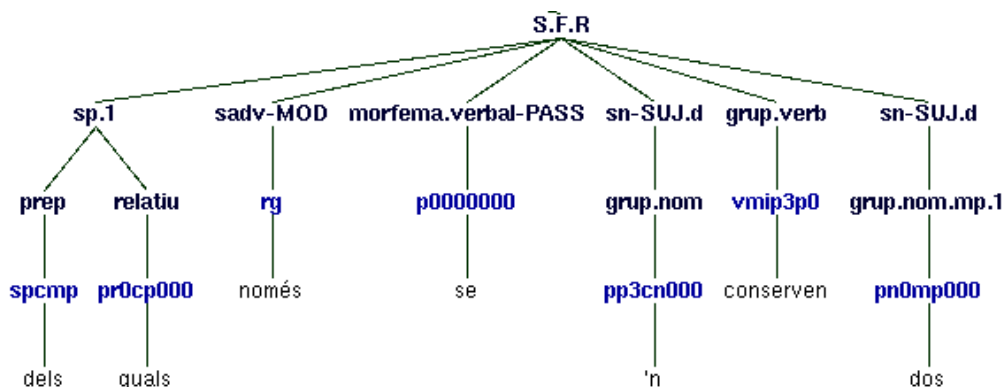 S.F.R
sp.1 sadv-MOD morfema.verbal-PASS sn-SUJ.d grup.verb sn-SUJ.d
prep relatiu rg p0000000 grup.nom vmip3p0 grup.nom.mp.1
spcmp pr0cp000 només se pp3cn000 conserven pn0mp000
dels quals 'n dos